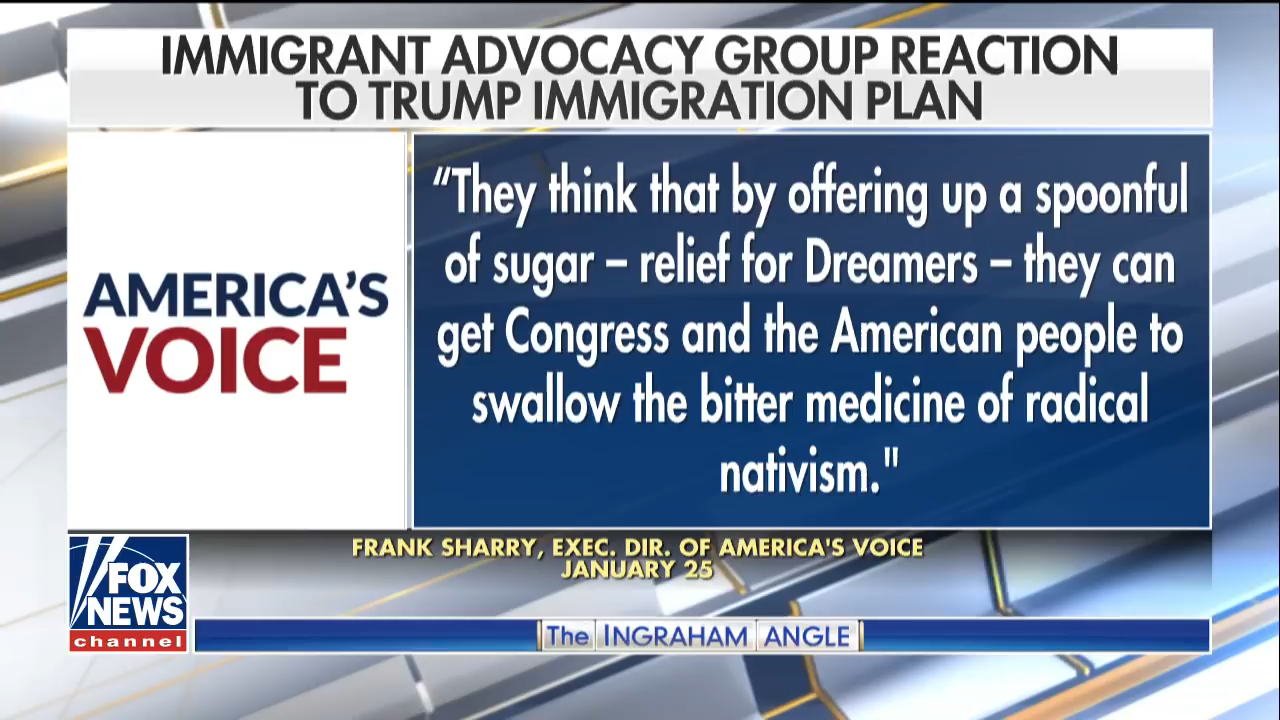 IMMIGRANT ADVOCACY GROUP REACTION
TO TRUMP IMMIGRATION PLAN
AMERICA'S
VOICE
“They think that by offering up a spoonful
of sugar – relief for Dreamers – they can
get Congress and the American people to
swallow the bitter medicine of radical
nativism."
FRANK SHARRY, EXEC. DIR. OF AMERICA'S VOICE
JANUARY 25
FOX
NEWS
channel
The INGRAHAM ANGLE